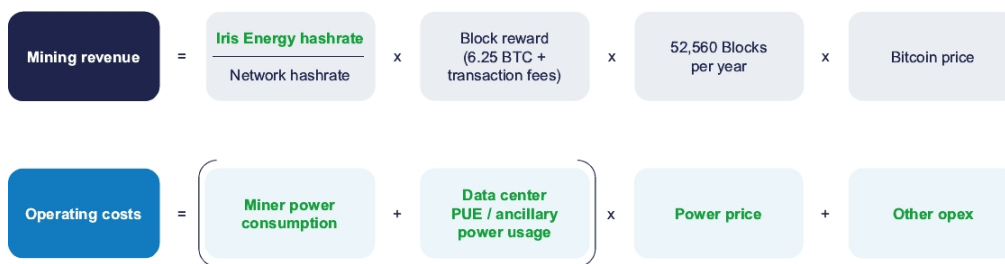 Mining revenue = Iris Energy hashrate / Network hashrate x Block reward (6.25 BTC + transaction fees) x 52,560 Blocks per year x Bitcoin price
Operating costs = ( Miner power consumption + Data center PUE / ancillary power usage ) x Power price + Other opex